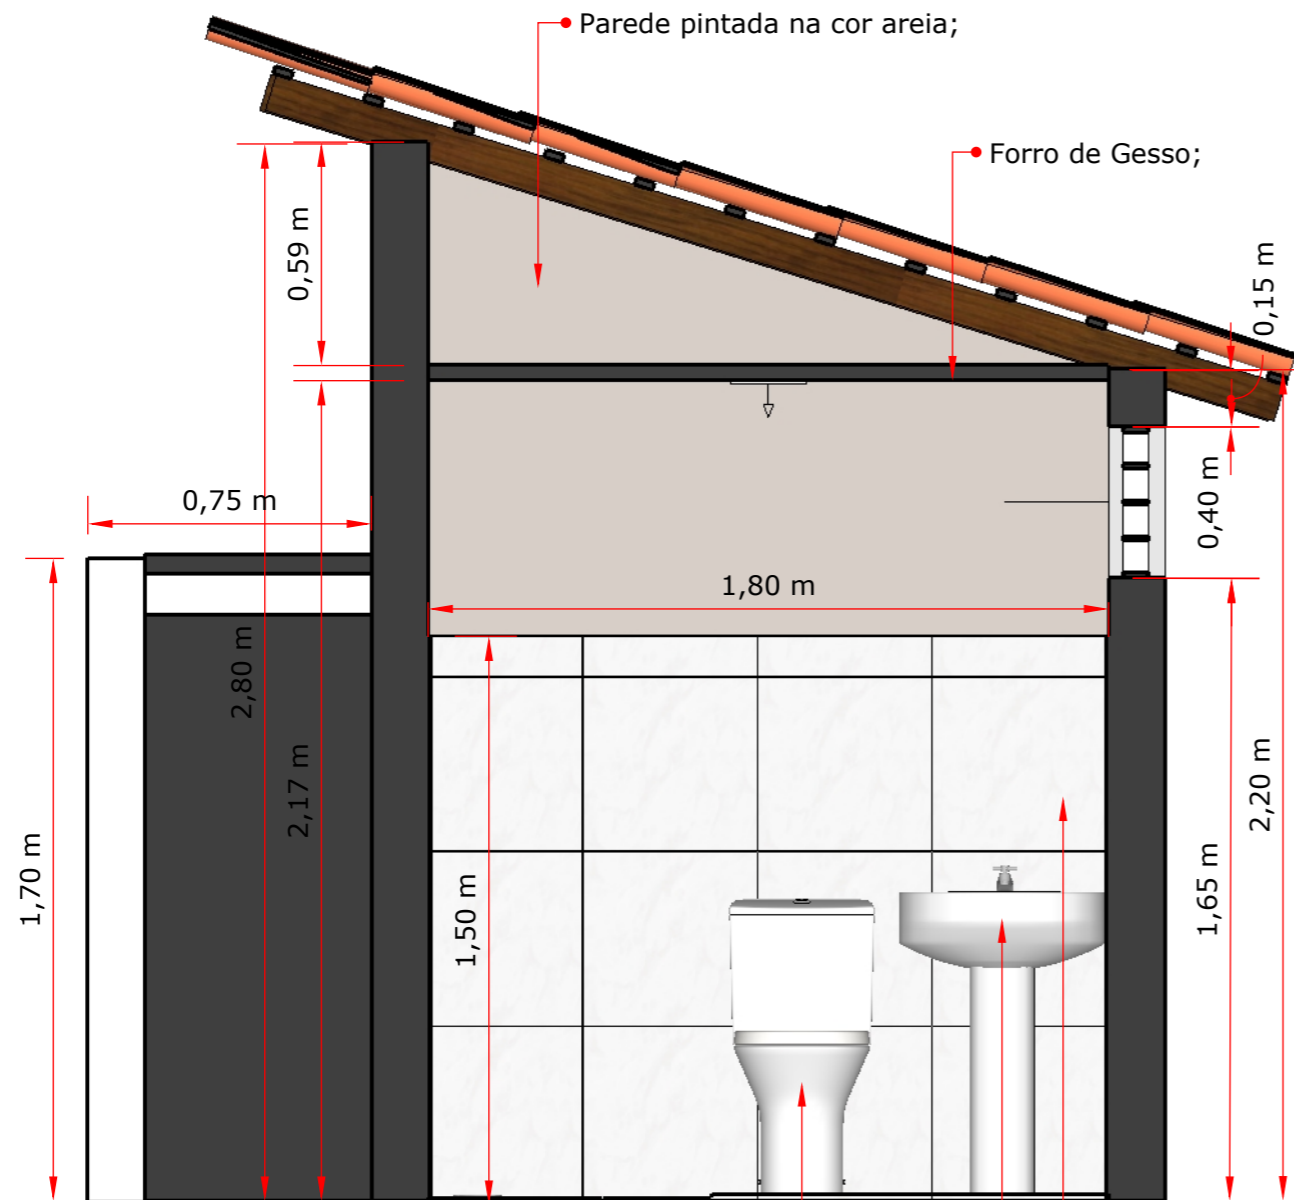 Parede pintada na cor areia;
Forro de Gesso;
0,59 m
0,15 m
0,75 m
0,40 m
1,80 m
2,80 m
2,17 m
2,20 m
1,70 m
1,50 m
1,65 m